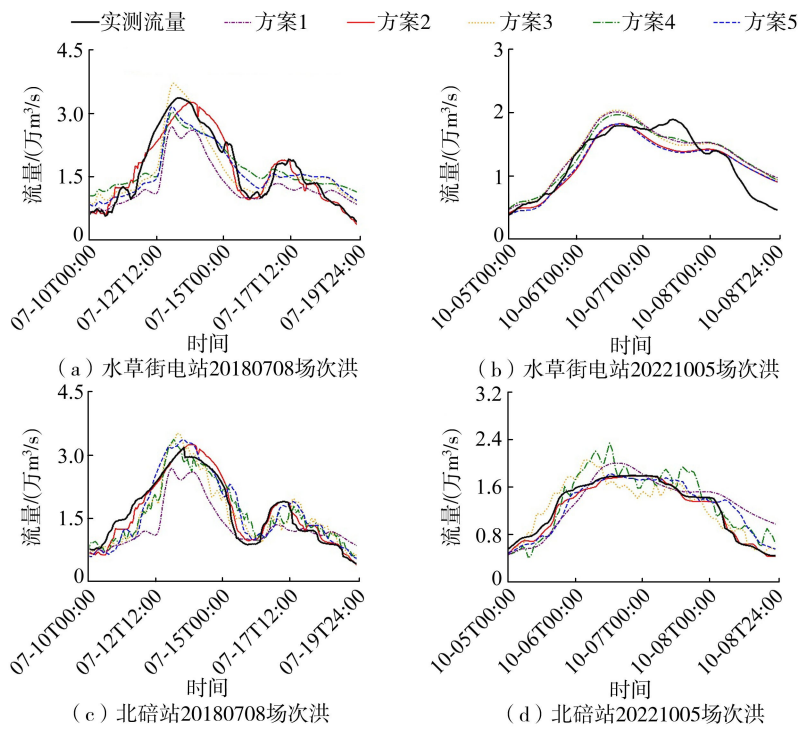 实测流量 方案1 方案2 方案3 方案4 方案5
4.5
3.0
1.5
0
流量/(万m³/s)
07-10T00:00
07-12T12:00
07-15T00:00
07-17T12:00
07-19T24:00
时间
（a）水草街电站20180708场次洪
3
2
1
0
流量/(万m³/s)
10-05T00:00
10-06T00:00
10-07T00:00
10-08T00:00
10-08T24:00
时间
（b）水草街电站20221005场次洪
4.5
3.0
1.5
0
流量/(万m³/s)
07-10T00:00
07-12T12:00
07-15T00:00
07-17T12:00
07-19T24:00
时间
（c）北碚站20180708场次洪
3.2
2.4
1.6
0.8
0
流量/(万m³/s)
10-05T00:00
10-06T00:00
10-07T00:00
10-08T00:00
10-08T24:00
时间
（d）北碚站20221005场次洪